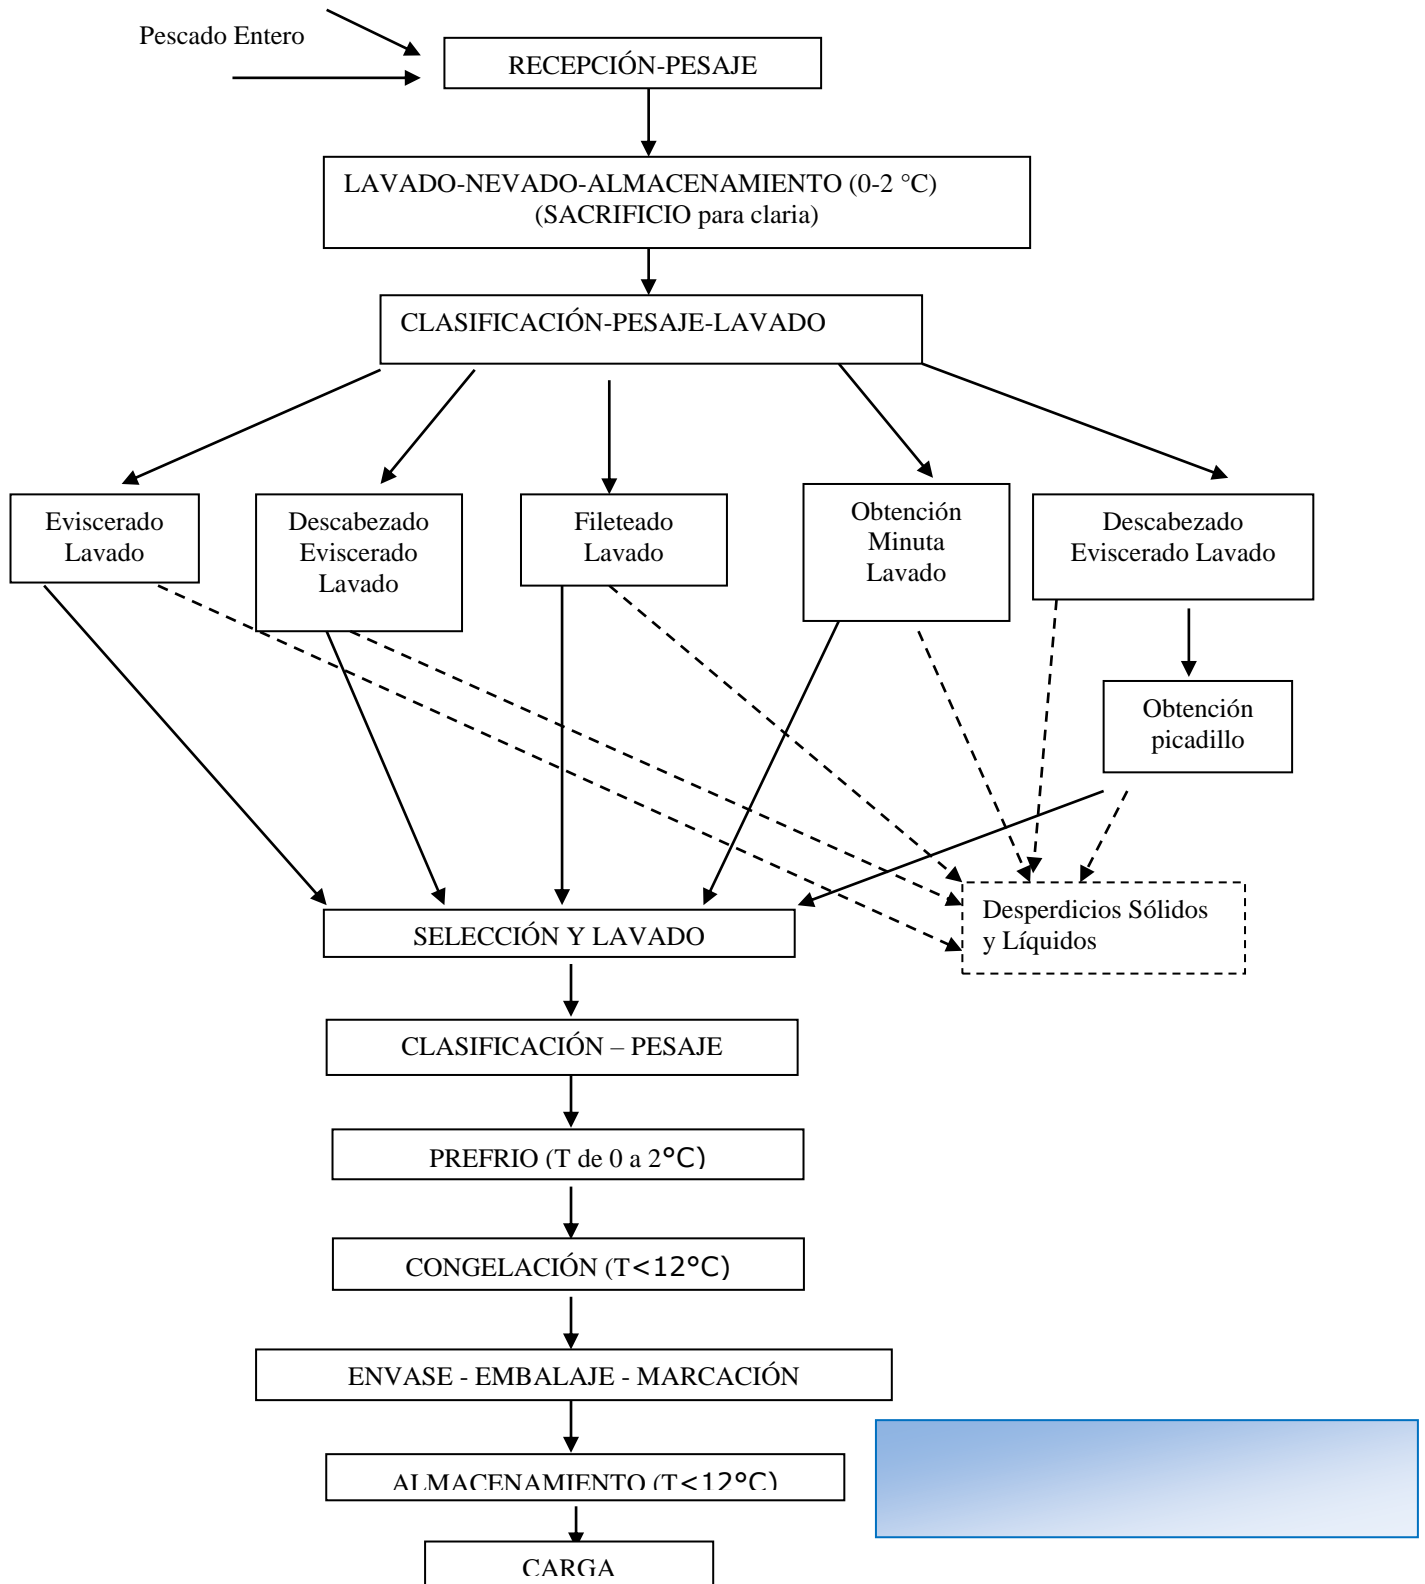 Pescado Entero
RECEPCIÓN-PESAJE
LAVADO-NEVADO-ALMACENAMIENTO (0-2 °C)
(SACRIFICIO para claria)
CLASIFICACIÓN-PESAJE-LAVADO
Eviscerado
Lavado
Descabezado
Eviscerado
Lavado
Fileteado
Lavado
Obtención
Minuta
Lavado
Descabezado
Eviscerado Lavado
Obtención
picadillo
Desperdicios Sólidos
y Líquidos
SELECCIÓN Y LAVADO
CLASIFICACIÓN – PESAJE
PREFRIO (T de 0 a 2°C)
CONGELACIÓN (T<12°C)
ENVASE - EMBALAJE - MARCACIÓN
ALMACENAMIENTO (T<12°C)
CARGA